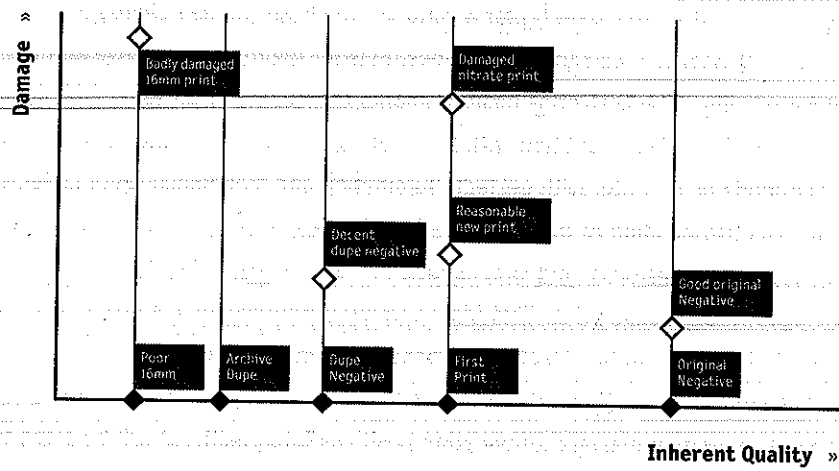 Damage »
Badly damaged
16mm print
Damaged
nitrate print
Reasonable
new print
Decent
dupe negative
Good original
Negative
Poor
16mm
Archive
Dupe
Dupe
Negative
First
Print
Original
Negative
Inherent Quality »